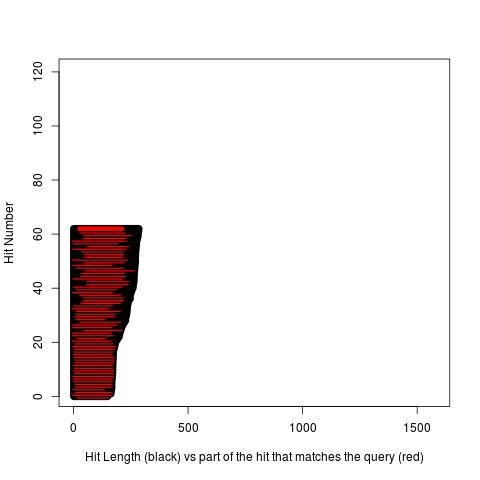 120
100
80
60
40
20
0
Hit Number
0 500 1000 1500
Hit Length (black) vs part of the hit that matches the query (red)